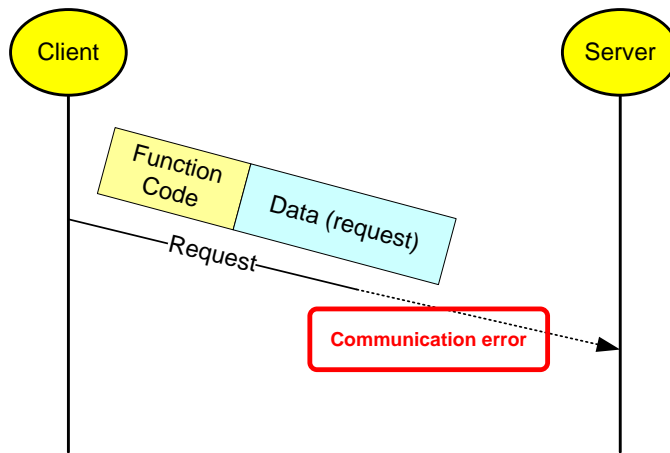 Client
Server
Function
Code
Data (request)
Request
Communication error